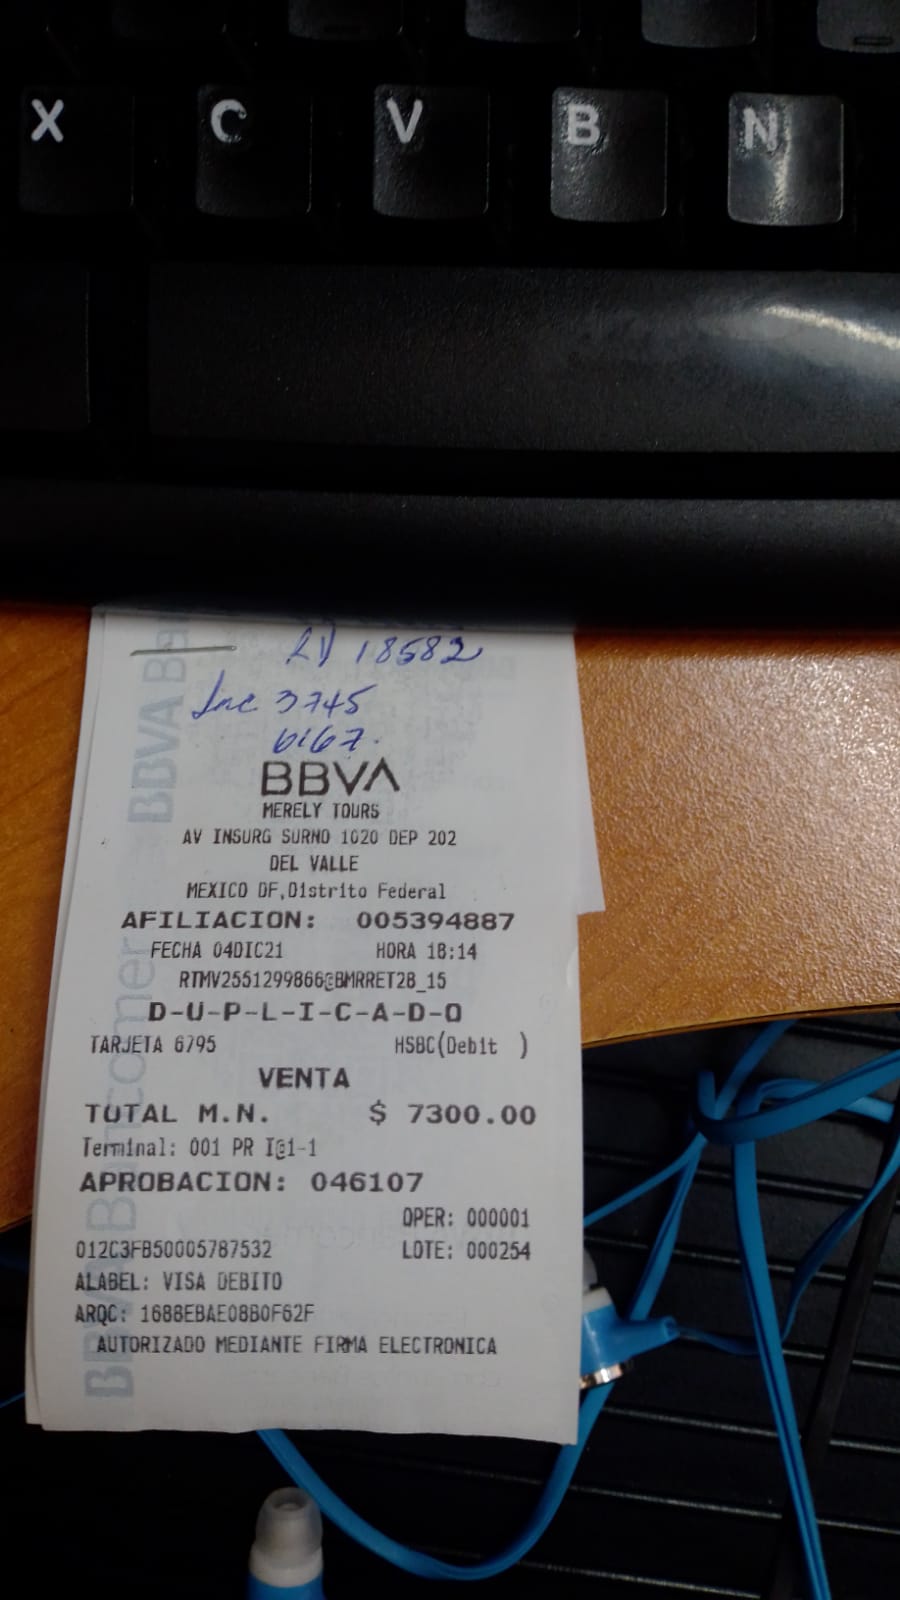 X C V B N
18582
3745
6167.
BBVA
MERELY TOURS
AV INSURG SURNO 1020 DEP 202
DEL VALLE
MEXICO DF,Distrito Federal
AFILIACION: 005394887
FECHA 04DIC21 HORA 18:14
RTMV2551299866@BMRRET28_15
D-U-P-L-I-C-A-D-O
TARJETA 6795 HSBC(Debit )
VENTA
TOTAL M.N. $ 7300.00
Terminal: 001 PR I@1-1
APROBACION: 046107
OPER: 000001
012C3FB50005787532 LOTE: 000254
ALABEL: VISA DEBITO
ARQC: 1688EBAE08B0F62F
AUTORIZADO MEDIANTE FIRMA ELECTRONICA